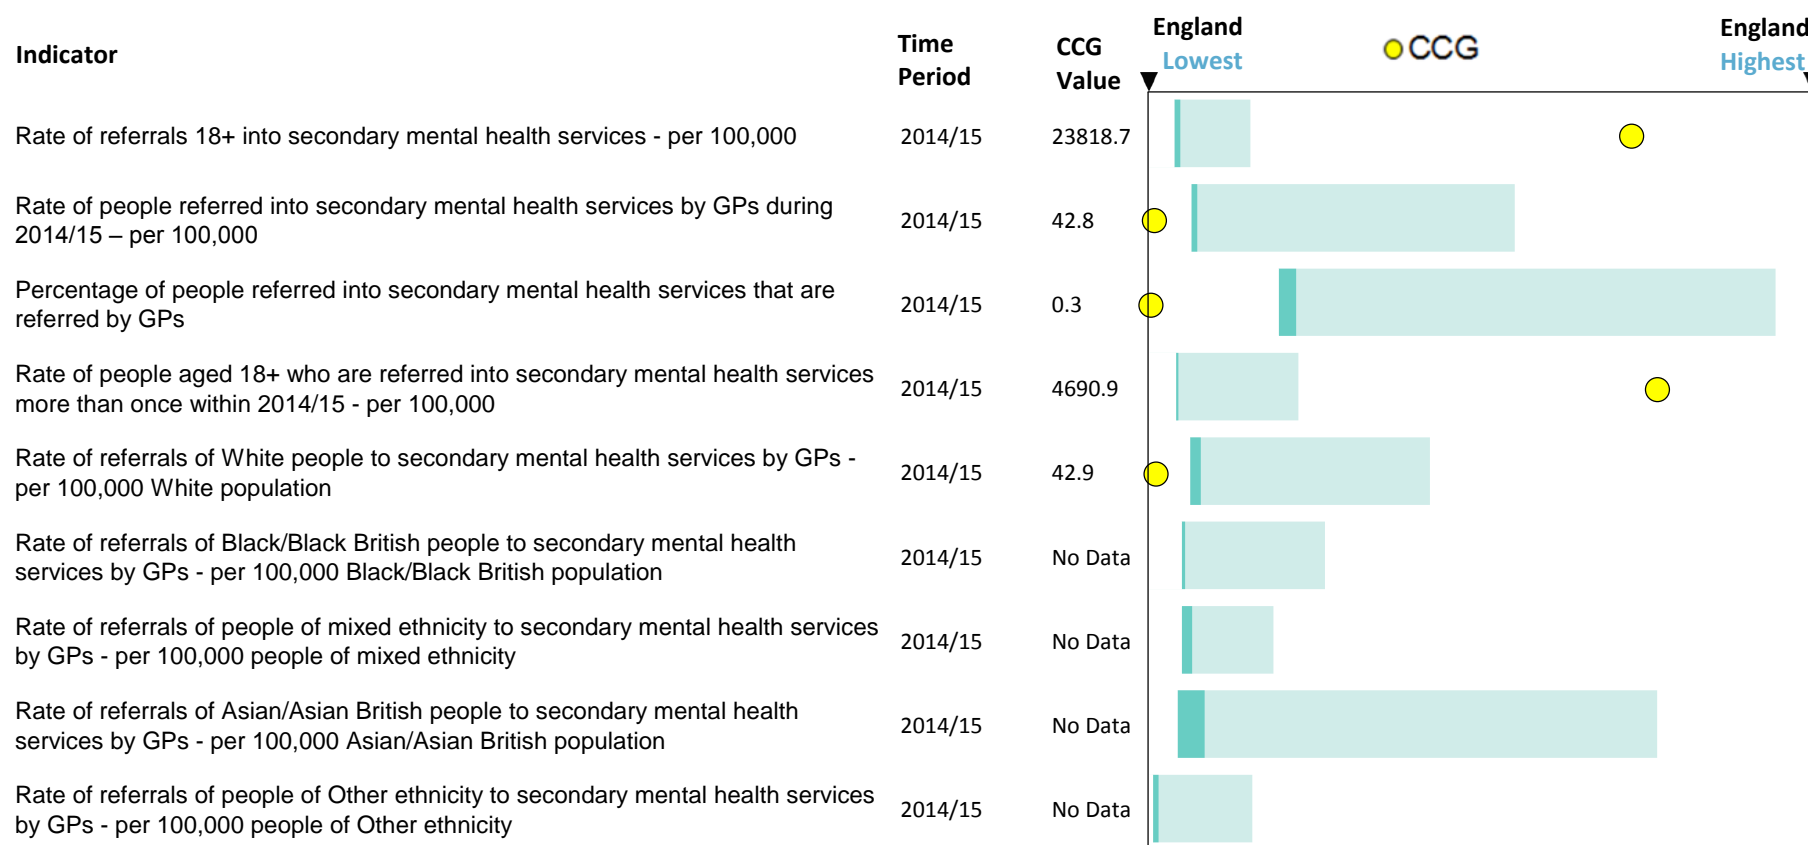 Indicator
Time Period
CCG Value
England Lowest
CCG
England Highest
Rate of referrals 18+ into secondary mental health services - per 100,000
2014/15
23818.7
Rate of people referred into secondary mental health services by GPs during
2014/15 – per 100,000
2014/15
42.8
Percentage of people referred into secondary mental health services that are
referred by GPs
2014/15
0.3
Rate of people aged 18+ who are referred into secondary mental health services
more than once within 2014/15 - per 100,000
2014/15
4690.9
Rate of referrals of White people to secondary mental health services by GPs -
per 100,000 White population
2014/15
42.9
Rate of referrals of Black/Black British people to secondary mental health
services by GPs - per 100,000 Black/Black British population
2014/15
No Data
Rate of referrals of people of mixed ethnicity to secondary mental health services
by GPs - per 100,000 people of mixed ethnicity
2014/15
No Data
Rate of referrals of Asian/Asian British people to secondary mental health
services by GPs - per 100,000 Asian/Asian British population
2014/15
No Data
Rate of referrals of people of Other ethnicity to secondary mental health services
by GPs - per 100,000 people of Other ethnicity
2014/15
No Data